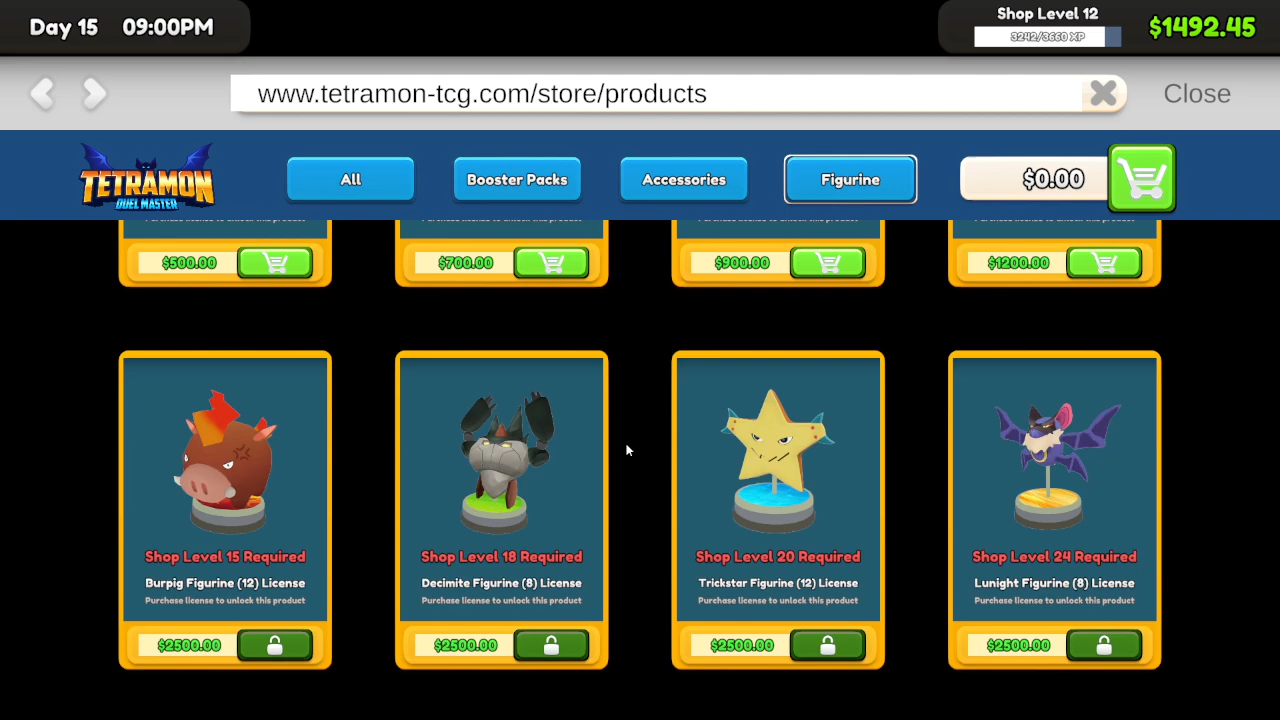 Day 15 09:00PM
Shop Level 12
3242/3660 XP
$1492.45
www.tetramon-tcg.com/store/products
Close
TETRAMON
DUEL MASTER
All
Booster Packs
Accessories
Figurine
$0.00
$500.00
$700.00
$900.00
$1200.00
Shop Level 15 Required
Burpig Figurine (12) License
Purchase license to unlock this product
$2500.00
Shop Level 18 Required
Decimite Figurine (8) License
Purchase license to unlock this product
$2500.00
Shop Level 20 Required
Trickstar Figurine (12) License
Purchase license to unlock this product
$2500.00
Shop Level 24 Required
Lunight Figurine (8) License
Purchase license to unlock this product
$2500.00